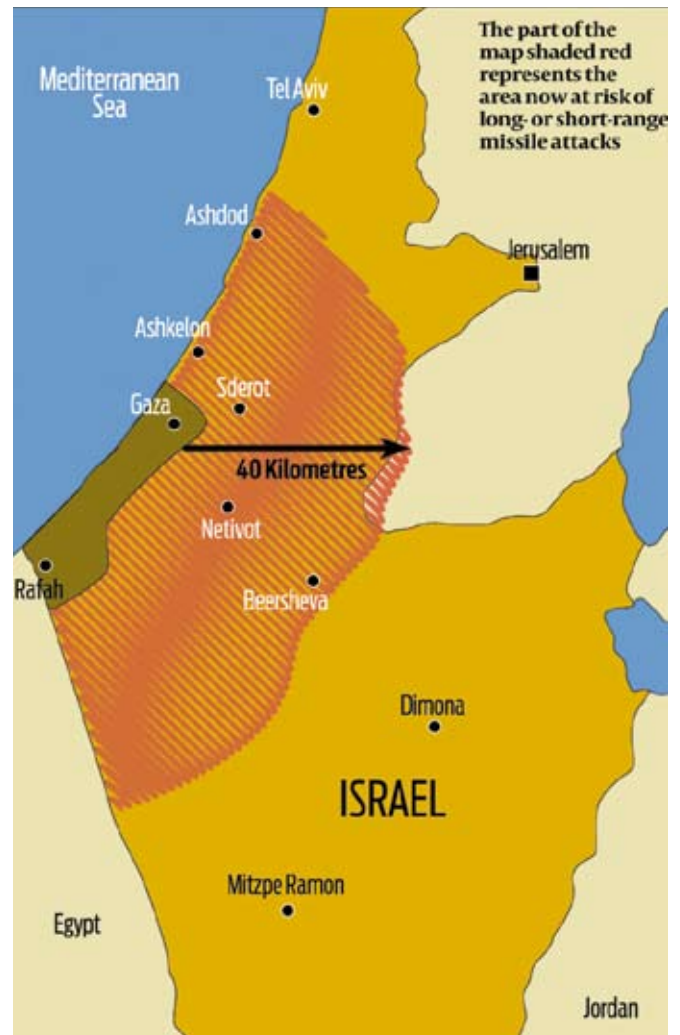 The part of the
map shaded red
represents the
area now at risk of
long- or short-range
missile attacks
Mediterranean
Sea
Tel Aviv
Ashdod
Jerusalem
Ashkelon
Sderot
Gaza
40 Kilometres
Netivot
Rafah
Beersheva
Dimona
ISRAEL
Mitzpe Ramon
Egypt
Jordan